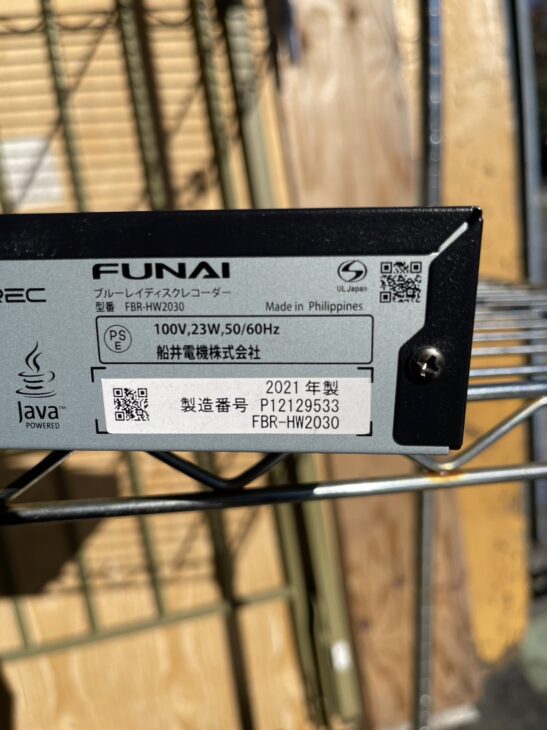 REC
FUNAI
ブルーレイディスクレコーダー
型番 FBR-HW2030
UL Japan
Made in Philippines
PS
E
100V,23W,50/60Hz
船井電機株式会社
Java™
POWERED
2021 年製
製造番号 P12129533
FBR-HW2030